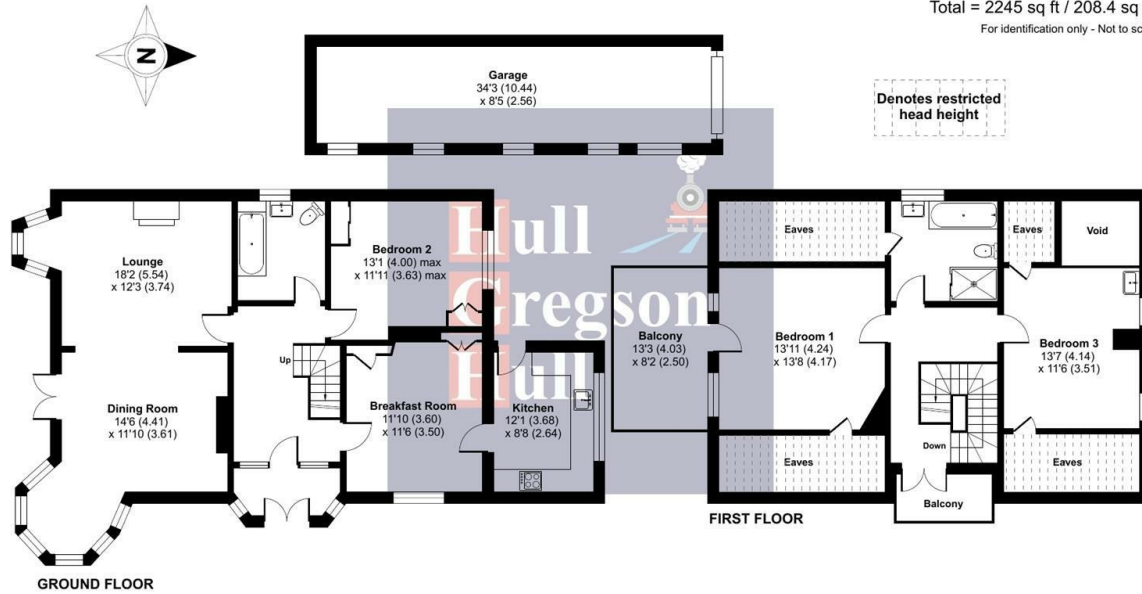 Total = 2245 sq ft / 208.4 sq
For identification only - Not to sc
N
Garage
34'3 (10.44)
x 8'5 (2.56)
Denotes restricted
head height
Lounge
18'2 (5.54)
x 12'3 (3.74)
Bedroom 2
13'1 (4.00) max
x 11'11 (3.63) max
Hull
Gregson
Hull
Up
Dining Room
14'6 (4.41)
x 11'10 (3.61)
Breakfast Room
11'10 (3.60)
x 11'6 (3.50)
Kitchen
12'1 (3.68)
x 8'8 (2.64)
GROUND FLOOR
Eaves
Eaves
Void
Balcony
13'3 (4.03)
x 8'2 (2.50)
Bedroom 1
13'11 (4.24)
x 13'8 (4.17)
Bedroom 3
13'7 (4.14)
x 11'6 (3.51)
Down
Eaves
Eaves
Balcony
FIRST FLOOR